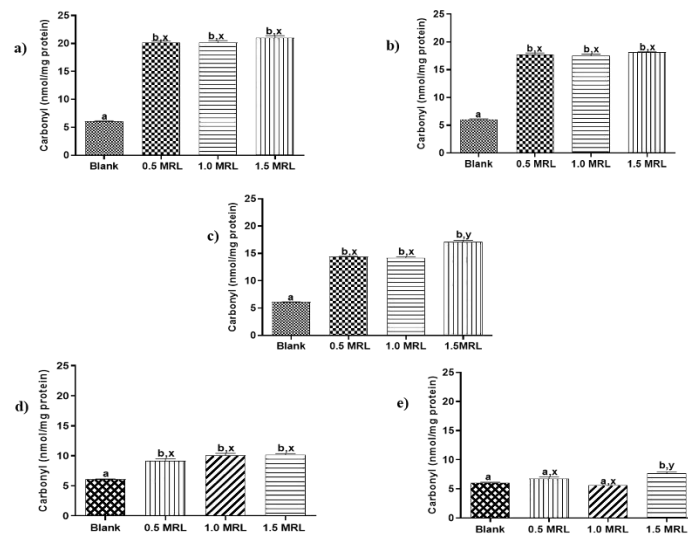 a)
Carbonyl (nmol/mg protein)
25
20
15
10
5
0
a
b,x
b,x
b,x
Blank
0.5 MRL
1.0 MRL
1.5 MRL
b)
Carbonyl (nmol/mg protein)
25
20
15
10
5
0
a
b,x
b,x
b,x
Blank
0.5 MRL
1.0 MRL
1.5 MRL
c)
Carbonyl (nmol/mg protein)
25
20
15
10
5
0
a
b,x
b,x
b,y
Blank
0.5 MRL
1.0 MRL
1.5MRL
d)
Carbonyl (nmol/mg protein)
25
20
15
10
5
0
a
b,x
b,x
b,x
Blank
0.5 MRL
1.0 MRL
1.5 MRL
e)
Carbonyl (nmol/mg protein)
25
20
15
10
5
0
a
a,x
a,x
b,y
Blank
0.5 MRL
1.0 MRL
1.5 MRL